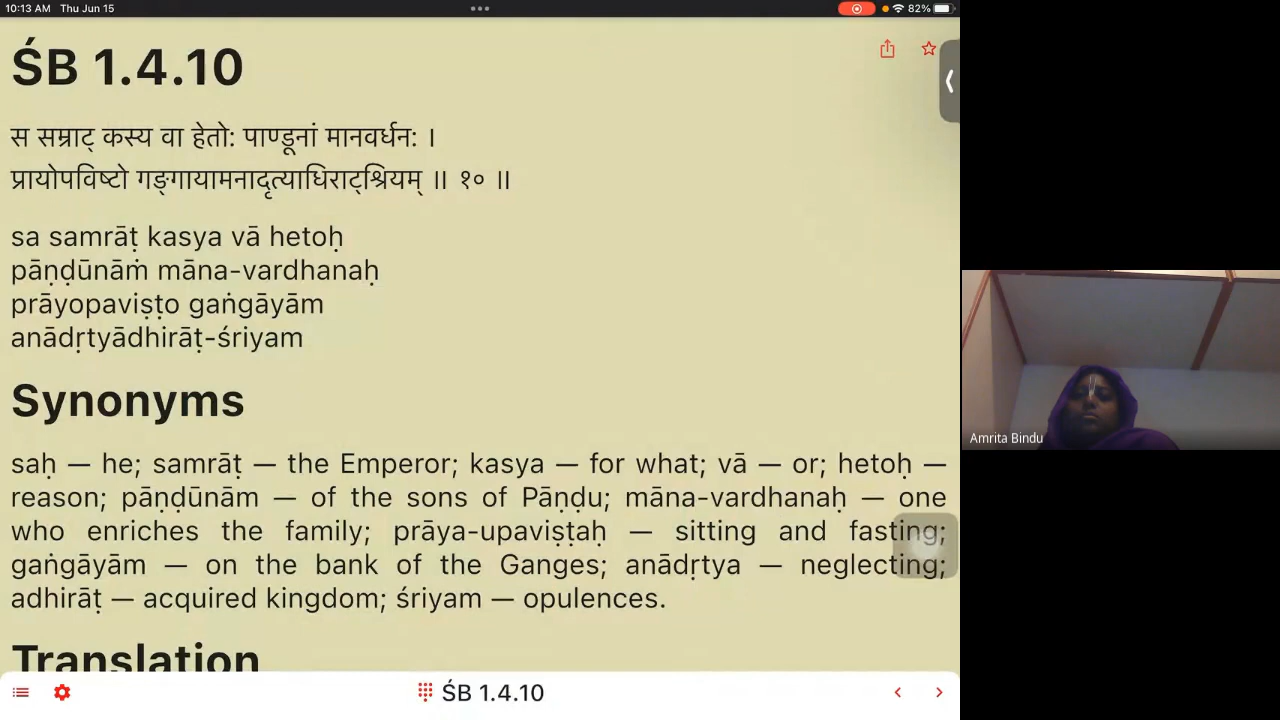 10:13 AM Thu Jun 15
82%
ŚB 1.4.10
स सम्राट् कस्य वा हेतो: पाण्डूनां मानवर्धन: ।
प्रायोपविष्टो गङ्गायामनादृत्याधिराट्‌श्रियम् ॥ १० ॥
sa samrāṭ kasya vā hetoḥ
pāṇḍūnāṁ māna-vardhanaḥ
prāyopaviṣṭo gaṅgāyām
anādṛtyādhirāṭ-śriyam
Synonyms
saḥ — he; samrāṭ — the Emperor; kasya — for what; vā — or; hetoḥ —
reason; pāṇḍūnām — of the sons of Pāṇḍu; māna-vardhanaḥ — one
who enriches the family; prāya-upaviṣṭaḥ — sitting and fasting;
gaṅgāyām — on the bank of the Ganges; anādṛtya — neglecting;
adhirāṭ — acquired kingdom; śriyam — opulences.
Translation
ŚB 1.4.10
Amrita Bindu